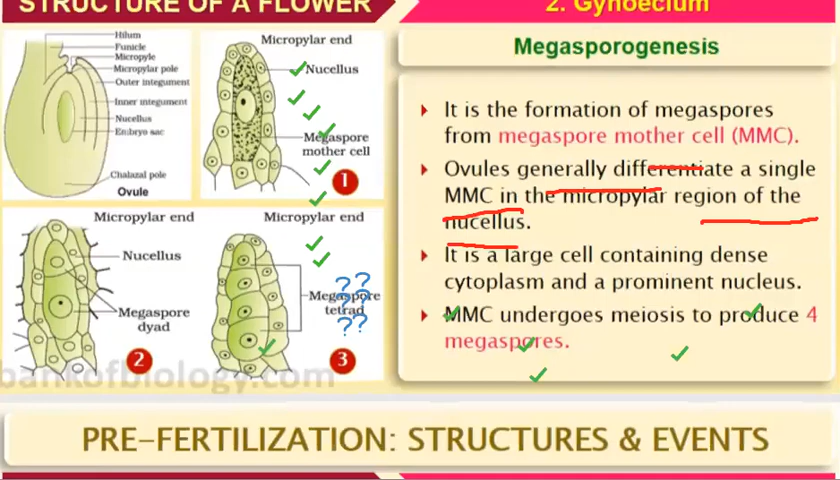 STRUCTURE OF A FLOWER
2. Gynoecium
Hilum
Funicle
Micropyle
Micropylar pole
Outer integument
Inner integument
Nucellus
Embryo sac
Chalazal pole
Ovule
Micropylar end
Nucellus
Megaspore
mother cell
1
Micropylar end
Nucellus
Megaspore
dyad
2
Micropylar end
Megaspore
tetrad
??
??
??
3
bankofbiology.com
Megasporogenesis
It is the formation of megaspores
from megaspore mother cell (MMC).
Ovules generally differentiate a single
MMC in the micropylar region of the
nucellus.
It is a large cell containing dense
cytoplasm and a prominent nucleus.
MMC undergoes meiosis to produce 4
megaspores.
PRE-FERTILIZATION: STRUCTURES & EVENTS